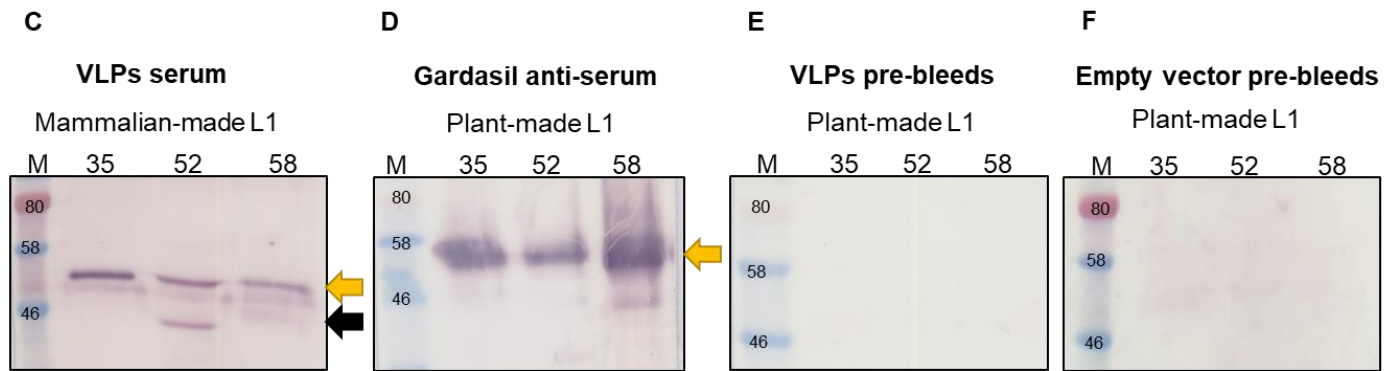 C
VLPs serum
Mammalian-made L1
M 35 52 58
80
58
46
D
Gardasil anti-serum
Plant-made L1
M 35 52 58
80
58
46
E
VLPs pre-bleeds
Plant-made L1
M 35 52 58
80
58
46
F
Empty vector pre-bleeds
Plant-made L1
M 35 52 58
80
58
46